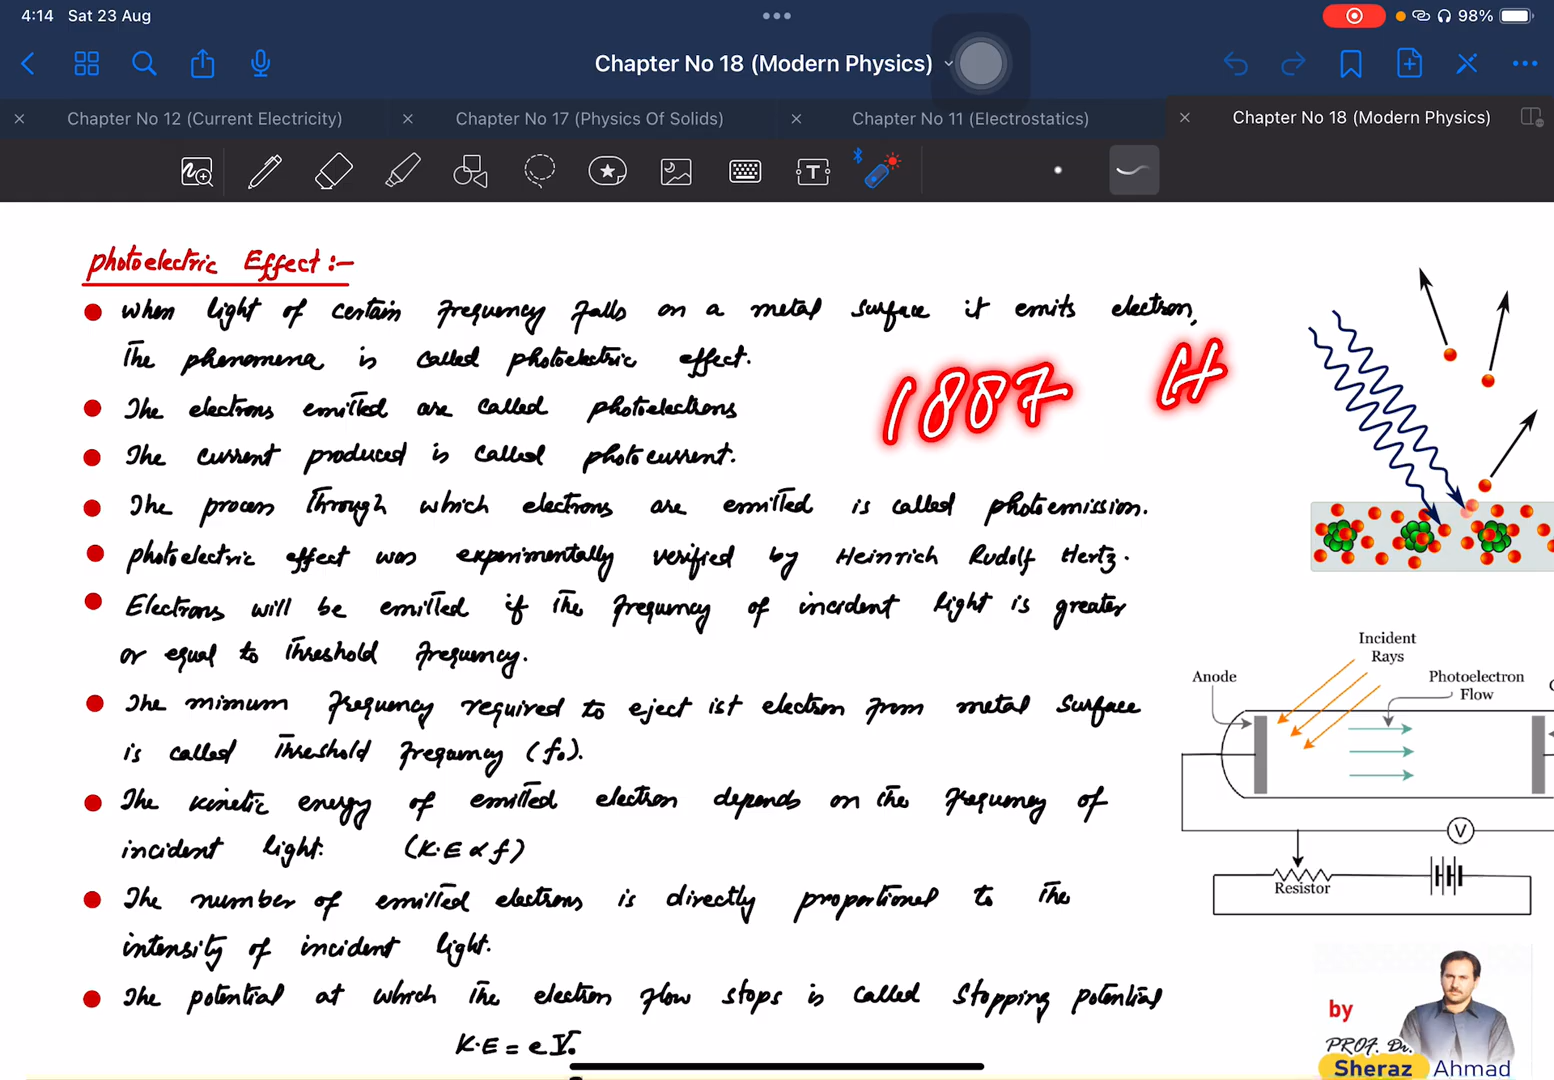 4:14 Sat 23 Aug
98%
Chapter No 18 (Modern Physics)
Chapter No 12 (Current Electricity)
Chapter No 17 (Physics Of Solids)
Chapter No 11 (Electrostatics)
Chapter No 18 (Modern Physics)
photoelectric Effect :-
When light of certain frequency falls on a metal surface it emits electron,
The phenomena is called photoelectric effect.
1887 H
The electrons emitted are called photoelectrons
The current produced is called photocurrent.
The process through which electrons are emitted is called photoemission.
photoelectric effect was experimentally verified by Heinrich Rudolf Hertz.
Electrons will be emitted if the frequency of incident light is greater
or equal to threshold frequency.
The mimum frequency required to eject ist electron from metal surface
is called threshold frequency (f₀).
The kinetic energy of emitted electron depends on the frequency of
incident light. (K.E ∝ f)
The number of emitted electrons is directly proportional to the
intensity of incident light.
The potential at which the electron flow stops is called stopping potential
K.E = eV₀
Incident
Rays
Anode
Photoelectron
Flow
V
Resistor
by
PROF. Dr.
Sheraz Ahmad